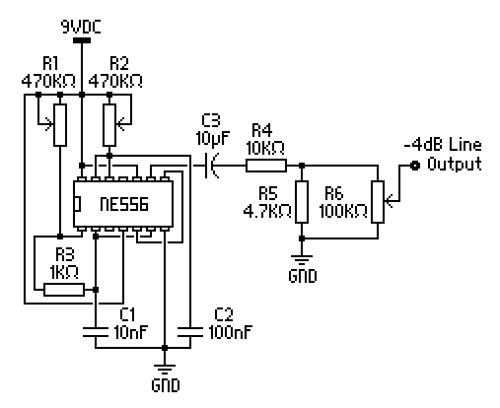 9VDC
R1
470KΩ
R2
470KΩ
C3
10µF
R4
10KΩ
-4dB Line
Output
NE556
R5
4.7KΩ
R6
100KΩ
R3
1KΩ
GND
C1
10nF
C2
100nF
GND